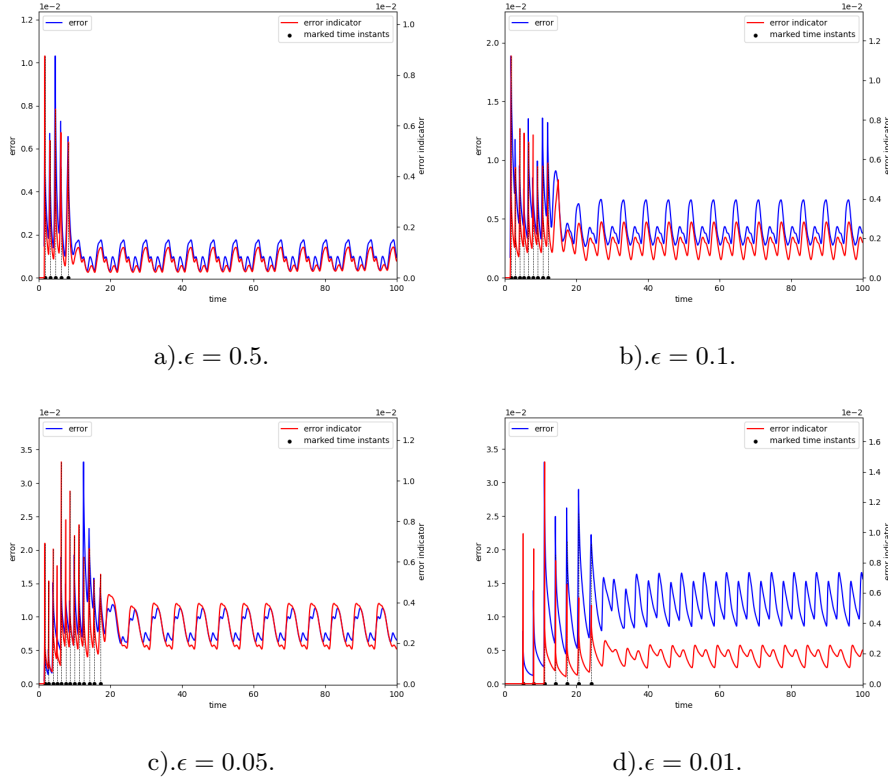 1e−2
1e−2
error
error indicator
marked time instants
1.2
1.0
0.8
0.6
0.4
0.2
0.0
error
1.0
0.8
0.6
0.4
0.2
0.0
error indicator
0
20
40
60
80
100
time
a).ϵ = 0.5.
1e−2
1e−2
error
error indicator
marked time instants
2.0
1.5
1.0
0.5
0.0
error
1.2
1.0
0.8
0.6
0.4
0.2
0.0
error indicator
0
20
40
60
80
100
time
b).ϵ = 0.1.
1e−2
1e−2
error
error indicator
marked time instants
3.5
3.0
2.5
2.0
1.5
1.0
0.5
0.0
error
1.2
1.0
0.8
0.6
0.4
0.2
0.0
error indicator
0
20
40
60
80
100
time
c).ϵ = 0.05.
1e−2
1e−2
error
error indicator
marked time instants
3.5
3.0
2.5
2.0
1.5
1.0
0.5
0.0
error
1.6
1.4
1.2
1.0
0.8
0.6
0.4
0.2
0.0
error indicator
0
20
40
60
80
100
time
d).ϵ = 0.01.